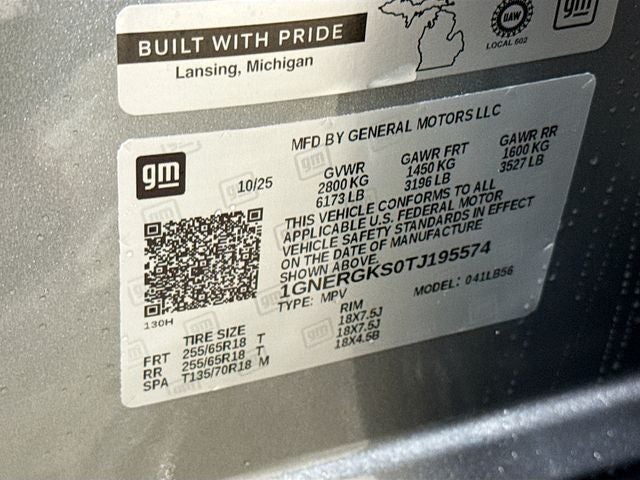 BUILT WITH PRIDE
Lansing, Michigan
UAW
LOCAL 602
gm
MFD BY GENERAL MOTORS LLC
gm
10/25
GVWR
2800 KG
6173 LB
GAWR FRT
1450 KG
3196 LB
GAWR RR
1600 KG
3527 LB
THIS VEHICLE CONFORMS TO ALL
APPLICABLE U.S. FEDERAL MOTOR
VEHICLE SAFETY STANDARDS IN EFFECT
ON THE DATE OF MANUFACTURE
SHOWN ABOVE.
1GNERGKS0TJ195574
TYPE: MPV
MODEL: 041LB56
130H
TIRE SIZE
RIM
FRT 255/65R18 T 18X7.5J
RR 255/65R18 T 18X7.5J
SPA T135/70R18 M 18X4.5B